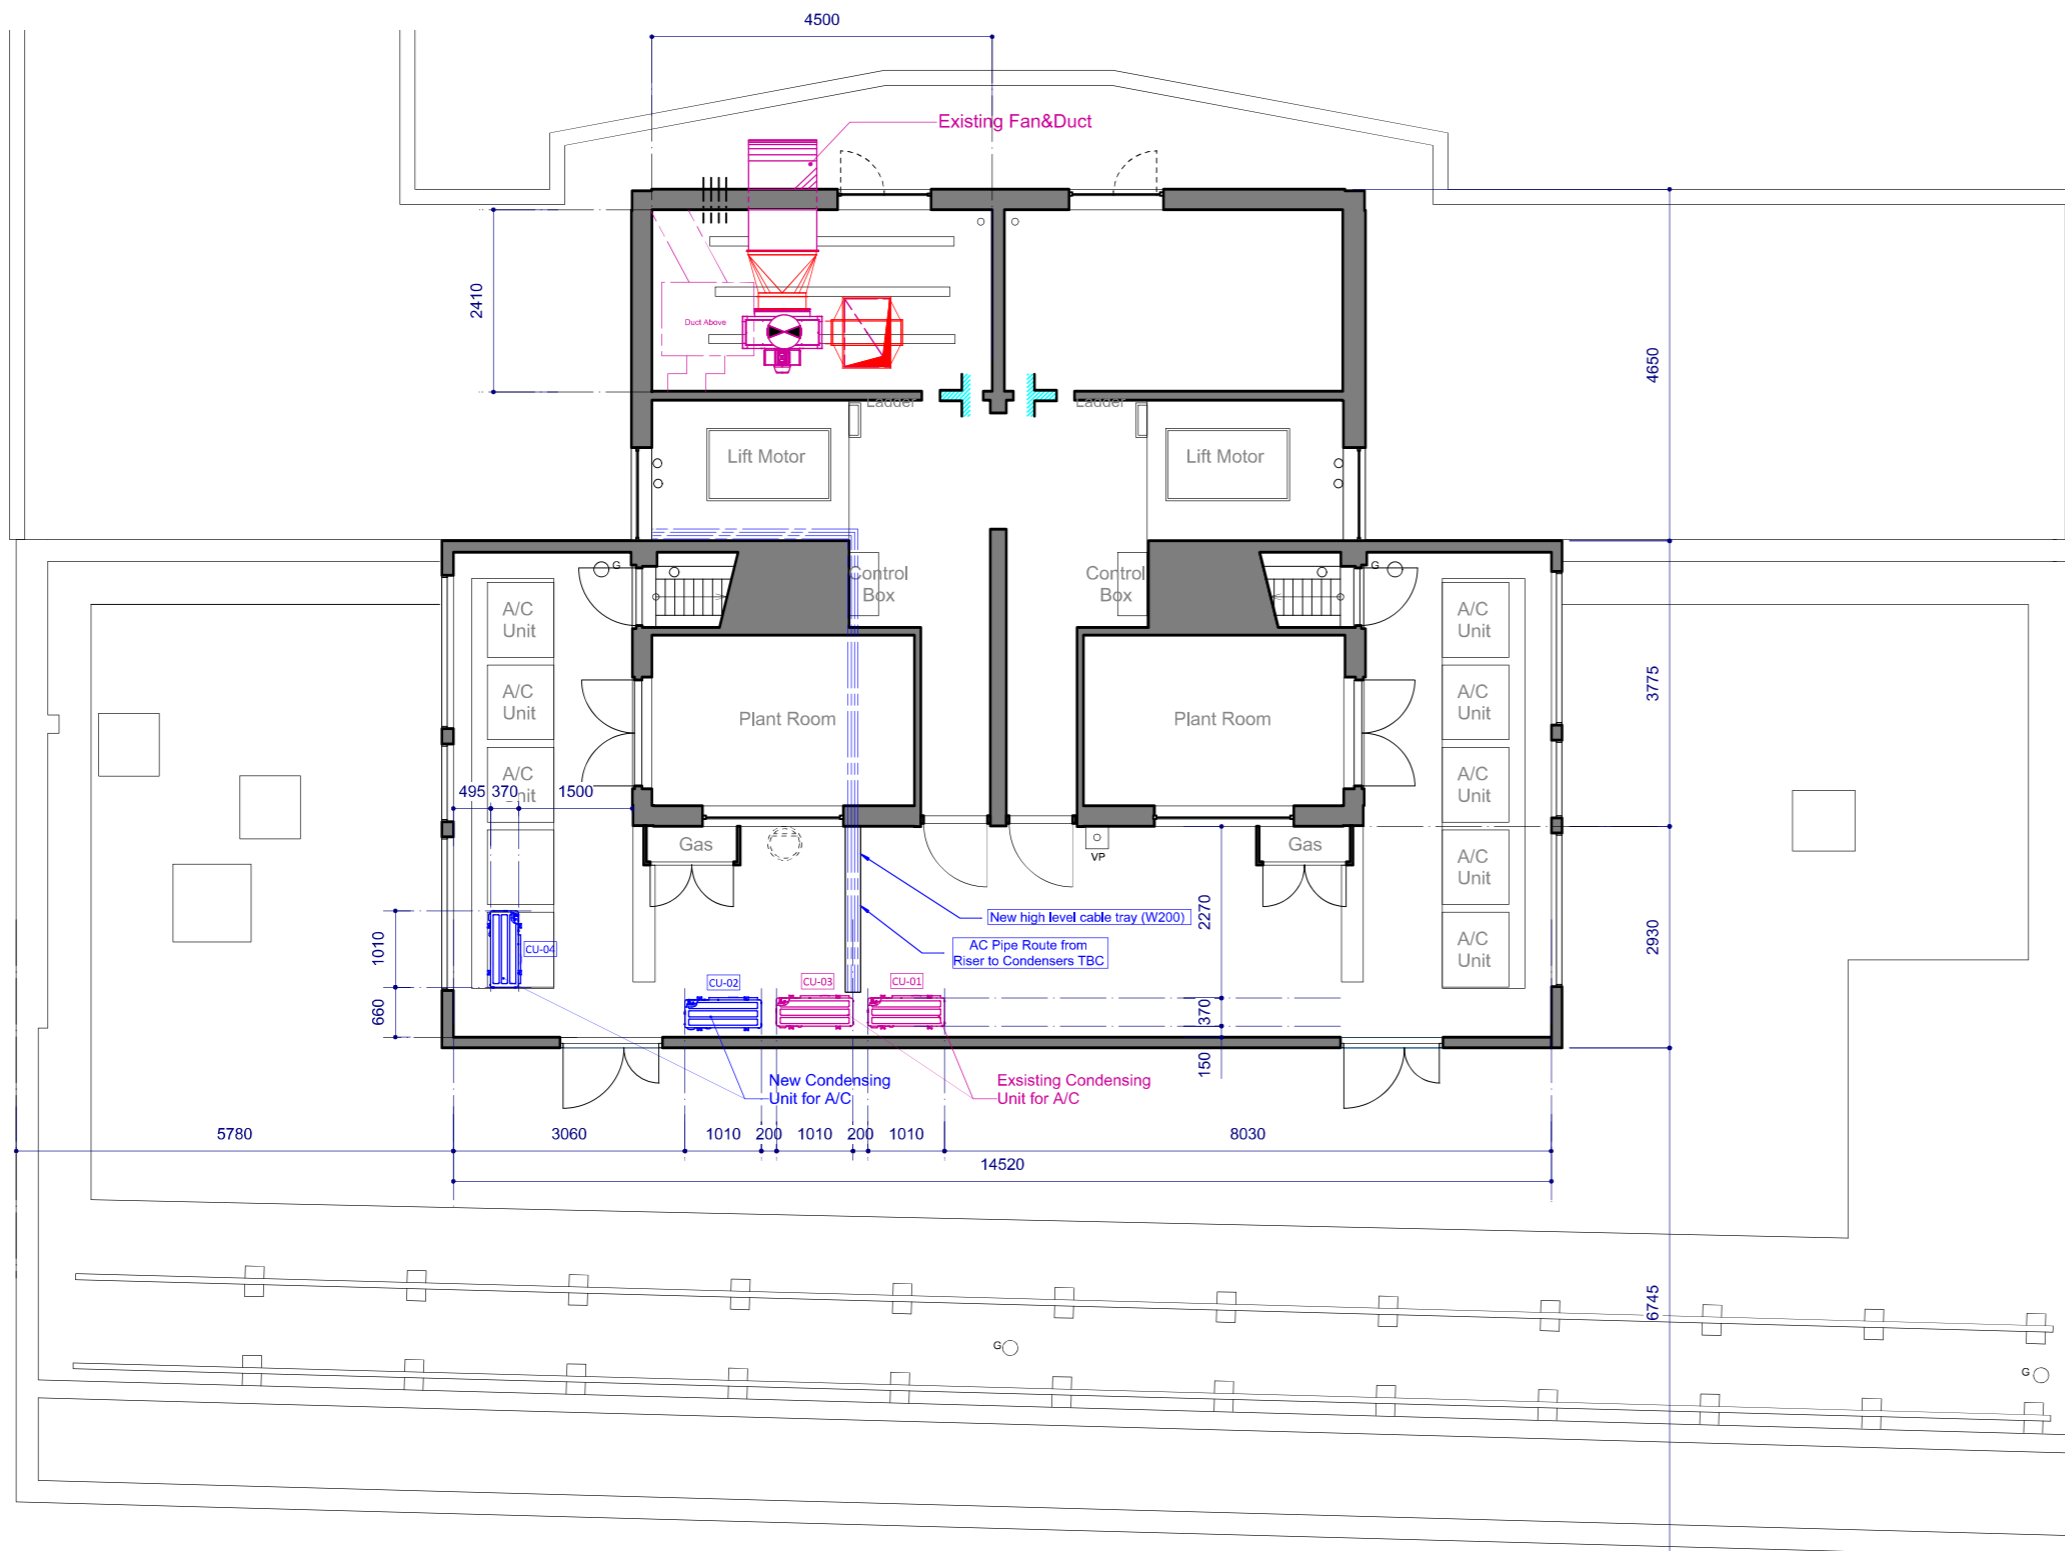 4500
Existing Fan&Duct
2410
Duct Above
4650
Ladder
Ladder
Lift Motor
Lift Motor
G
Control
Box
Control
Box
G
A/C
Unit
A/C
Unit
A/C
Unit
A/C
Unit
3775
Plant Room
Plant Room
A/C
Unit
A/C
Unit
495
370
1500
Gas
VP
Gas
A/C
Unit
New high level cable tray (W200)
2270
2930
AC Pipe Route from
Riser to Condensers TBC
A/C
Unit
1010
CU-04
660
CU-02
CU-03
CU-01
370
150
New Condensing
Unit for A/C
Exsisting Condensing
Unit for A/C
5780
3060
1010
200
1010
200
1010
8030
14520
6745
G
G